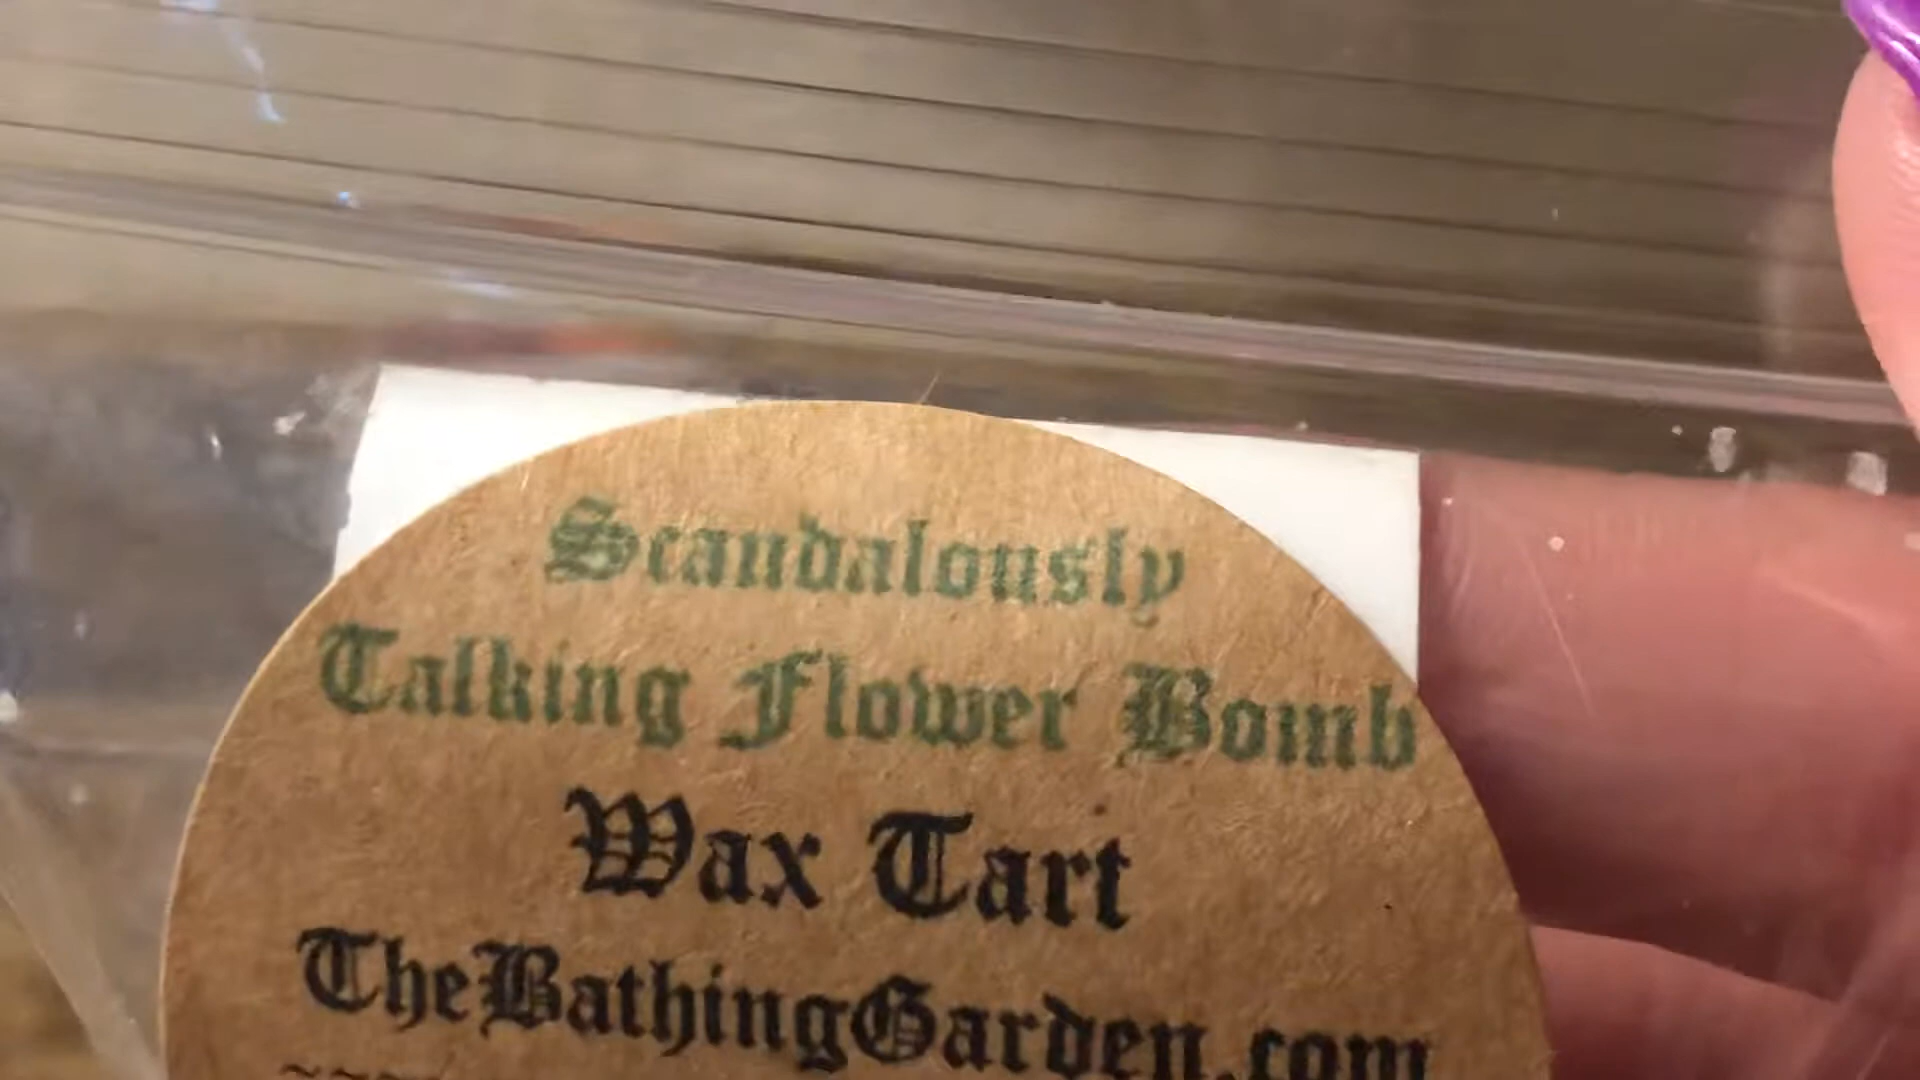 Scandalously
Talking Flower Bomb
Wax Tart
TheBathingGarden.com
~~~~